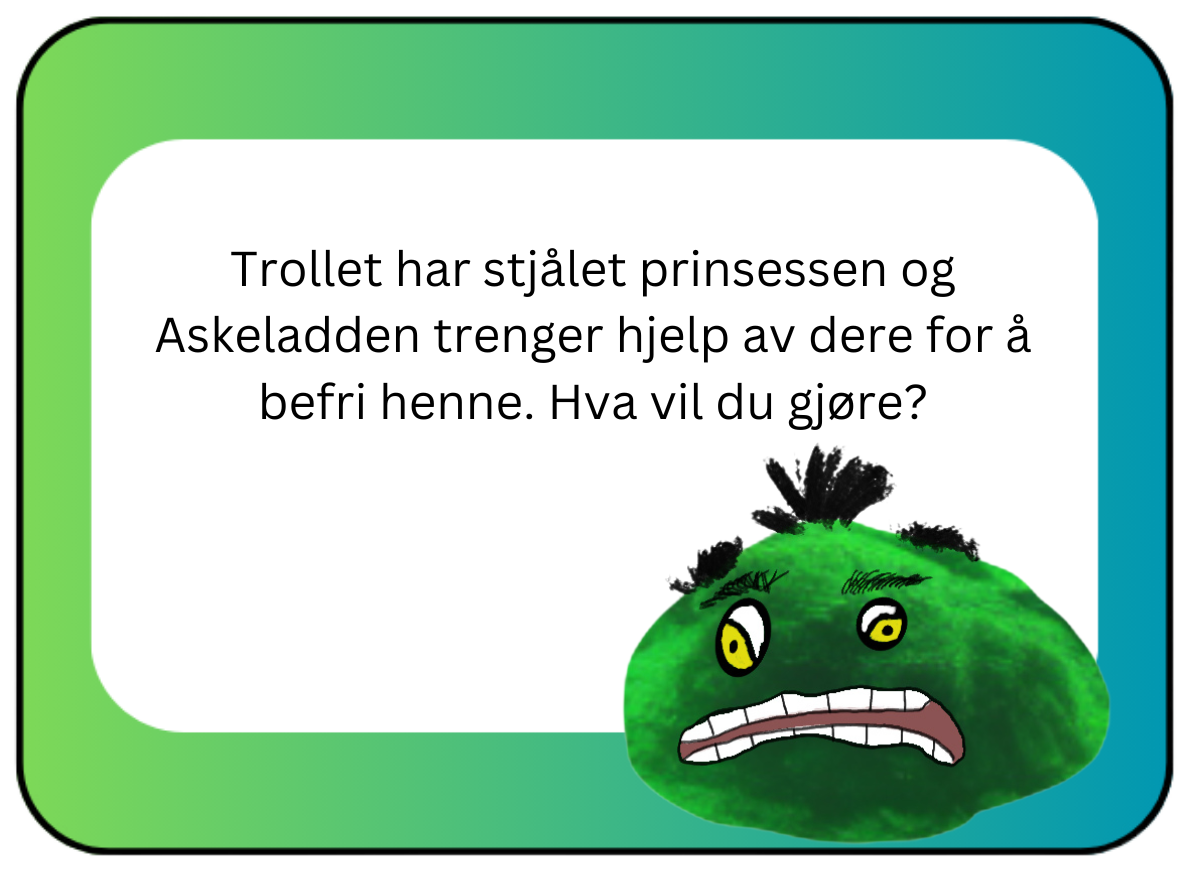 Trollet har stjålet prinsessen og
Askeladden trenger hjelp av dere for å
befri henne. Hva vil du gjøre?